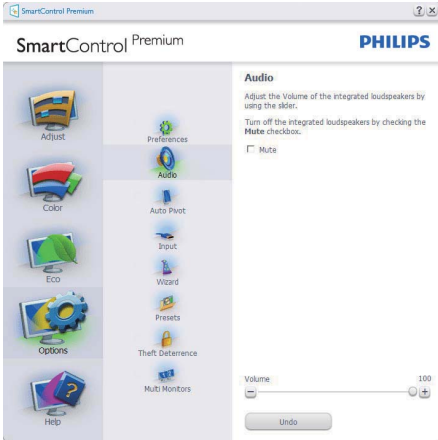 SmartControl Premium
SmartControl Premium
PHILIPS
Adjust
Color
Eco
Options
Help
Preferences
Audio
Auto Pivot
Input
Wizard
Presets
Theft Deterrence
Multi Monitors
Audio
Adjust the Volume of the integrated loudspeakers by
using the slider.
Turn off the integrated loudspeakers by checking the
Mute checkbox.
Mute
Volume 100
Undo